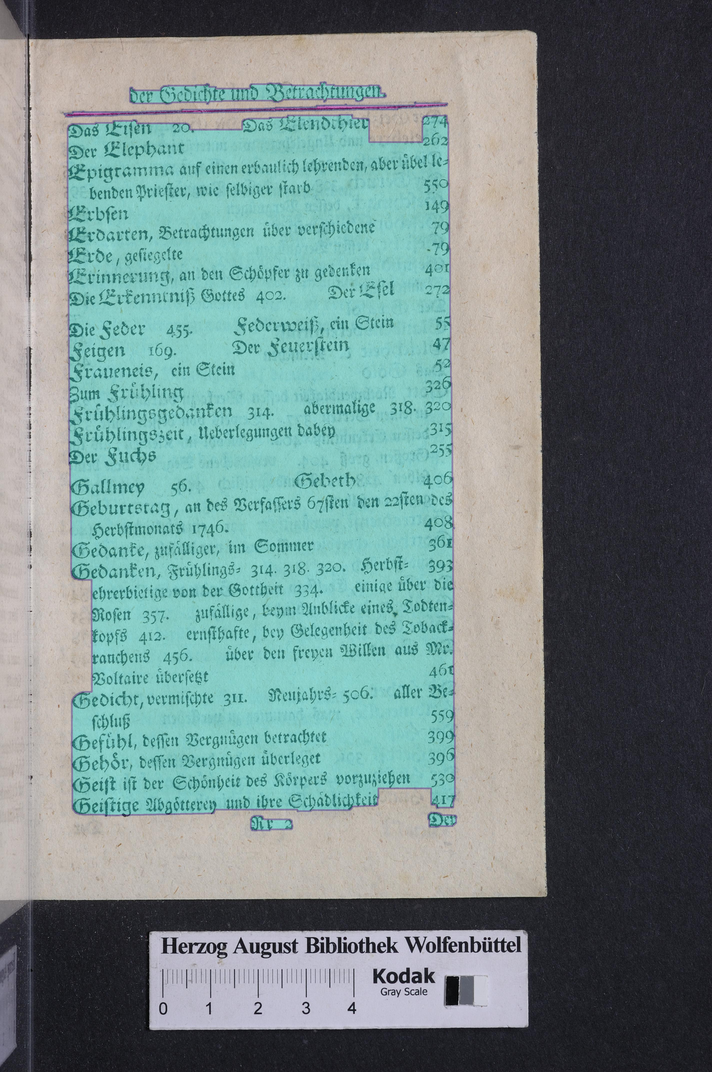 der Gedichte und Betrachtungen.
Das Eisen 20. Das Elendthier 274
Der Elephant 262
Epigramma auf einen erbaulich lehrenden, aber übel le-
benden Priester, wie selbiger starb 550
Erbsen 149
Erdarten, Betrachtungen über verschiedene 79
Erde, gesiegelte 79
Erinnerung, an den Schöpfer zu gedenken 401
Die Erkenntniß Gottes 402. Der Esel 272
Die Feder 455. Federweiß, ein Stein 55
Feigen 169. Der Feuerstein 47
Fraueneis, ein Stein 52
Zum Frühling 326
Frühlingsgedanken 314. abermalige 318. 320
Frühlingszeit, Ueberlegungen dabey 315
Der Fuchs 255
Gallmey 56. Gebeth 406
Geburtstag, an des Verfassers 67sten den 22sten des
Herbstmonats 1746. 408
Gedanke, zufälliger, im Sommer 361
Gedanken, Frühlings- 314. 318. 320. Herbst- 393
ehrerbietige von der Gottheit 334. einige über die
Rosen 357. zufällige, beym Anblicke eines Todten-
kopfs 412. ernsthafte, bey Gelegenheit des Toback-
rauchens 456. über den freyen Willen aus Mr.
Voltaire übersetzt 461
Gedicht, vermischte 311. Neujahrs- 506. aller Be-
schluß 559
Gefühl, dessen Vergnügen betrachtet 399
Gehör, dessen Vergnügen überleget 396
Geist ist der Schönheit des Körpers vorzuziehen 530
Geistige Abgötterey und ihre Schädlichkeit 417
Der
Herzog August Bibliothek Wolfenbüttel
Kodak
Gray Scale
0 1 2 3 4